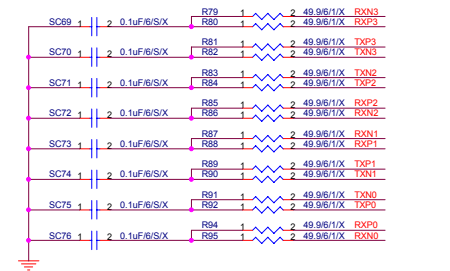 R79 1 2 49.9/6/1/X RXN3
SC69 1 2 0.1uF/6/S/X R80 1 2 49.9/6/1/X RXP3
R81 1 2 49.9/6/1/X TXP3
SC70 1 2 0.1uF/6/S/X R82 1 2 49.9/6/1/X TXN3
R83 1 2 49.9/6/1/X TXN2
SC71 1 2 0.1uF/6/S/X R84 1 2 49.9/6/1/X TXP2
R85 1 2 49.9/6/1/X RXP2
SC72 1 2 0.1uF/6/S/X R86 1 2 49.9/6/1/X RXN2
R87 1 2 49.9/6/1/X RXN1
SC73 1 2 0.1uF/6/S/X R88 1 2 49.9/6/1/X RXP1
R89 1 2 49.9/6/1/X TXP1
SC74 1 2 0.1uF/6/S/X R90 1 2 49.9/6/1/X TXN1
R91 1 2 49.9/6/1/X TXN0
SC75 1 2 0.1uF/6/S/X R92 1 2 49.9/6/1/X TXP0
R94 1 2 49.9/6/1/X RXP0
SC76 1 2 0.1uF/6/S/X R95 1 2 49.9/6/1/X RXN0